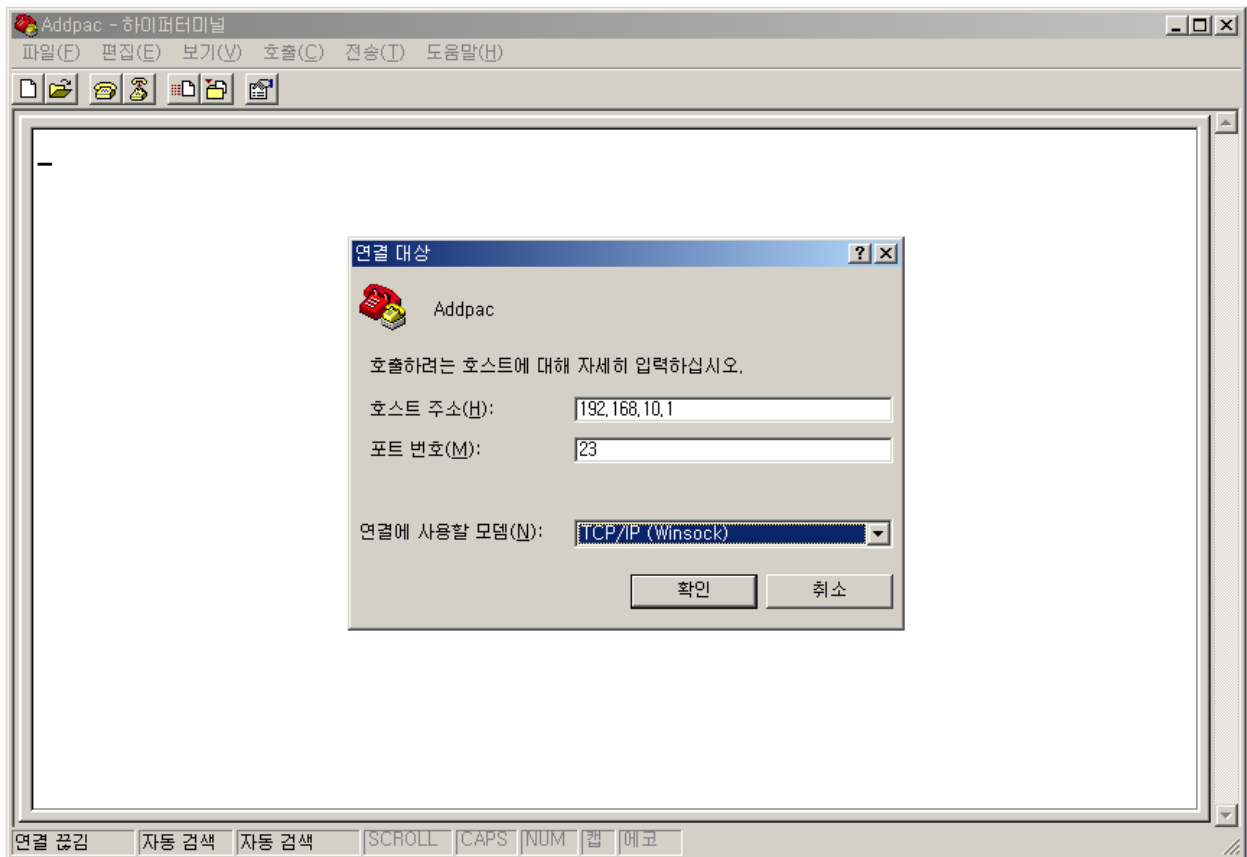 Addpac - 하이퍼터미널
파일(F) 편집(E) 보기(V) 호출(C) 전송(T) 도움말(H)
연결 대상
Addpac
호출하려는 호스트에 대해 자세히 입력하십시오.
호스트 주소(H): 192.168.10.1
포트 번호(M): 23
연결에 사용할 모뎀(N): TCP/IP (Winsock)
확인 취소
연결 끊김 자동 검색 자동 검색 SCROLL CAPS NUM 캡 에코